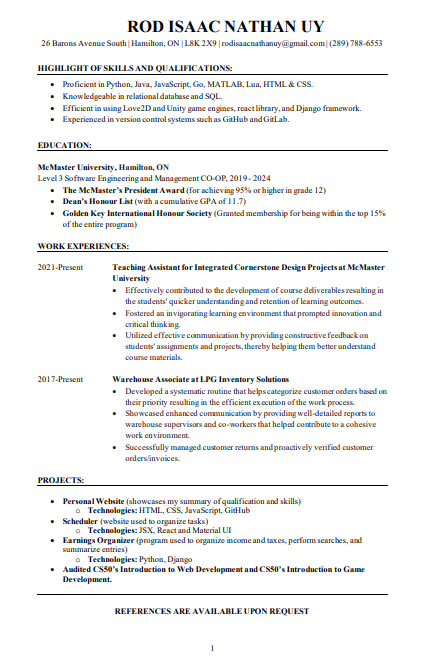 ROD ISAAC NATHAN UY
26 Barons Avenue South | Hamilton, ON | L8K 2X9 | rodisaacnathanuy@gmail.com | (289) 788-6553
HIGHLIGHT OF SKILLS AND QUALIFICATIONS:
• Proficient in Python, Java, JavaScript, Go, MATLAB, Lua, HTML & CSS.
• Knowledgeable in relational database and SQL.
• Efficient in using Love2D and Unity game engines, react library, and Django framework.
• Experienced in version control systems such as GitHub and GitLab.
EDUCATION:
McMaster University, Hamilton, ON
Level 3 Software Engineering and Management CO-OP, 2019 - 2024
• The McMaster's President Award (for achieving 95% or higher in grade 12)
• Dean's Honour List (with a cumulative GPA of 11.7)
• Golden Key International Honour Society (Granted membership for being within the top 15%
of the entire program)
WORK EXPERIENCES:
2021-Present Teaching Assistant for Integrated Cornerstone Design Projects at McMaster
University
• Effectively contributed to the development of course deliverables resulting in
the students' quicker understanding and retention of learning outcomes.
• Fostered an invigorating learning environment that prompted innovation and
critical thinking.
• Utilized effective communication by providing constructive feedback on
students' assignments and projects, thereby helping them better understand
course materials.
2017-Present Warehouse Associate at LPG Inventory Solutions
• Developed a systematic routine that helps categorize customer orders based on
their priority resulting in the efficient execution of the work process.
• Showcased enhanced communication by providing well-detailed reports to
warehouse supervisors and co-workers that helped contribute to a cohesive
work environment.
• Successfully managed customer returns and proactively verified customer
orders/invoices.
PROJECTS:
• Personal Website (showcases my summary of qualification and skills)
o Technologies: HTML, CSS, JavaScript, GitHub
• Scheduler (website used to organize tasks)
o Technologies: JSX, React and Material UI
• Earnings Organizer (program used to organize income and taxes, perform searches, and
summarize entries)
o Technologies: Python, Django
• Audited CS50's Introduction to Web Development and CS50's Introduction to Game
Development.
REFERENCES ARE AVAILABLE UPON REQUEST
1